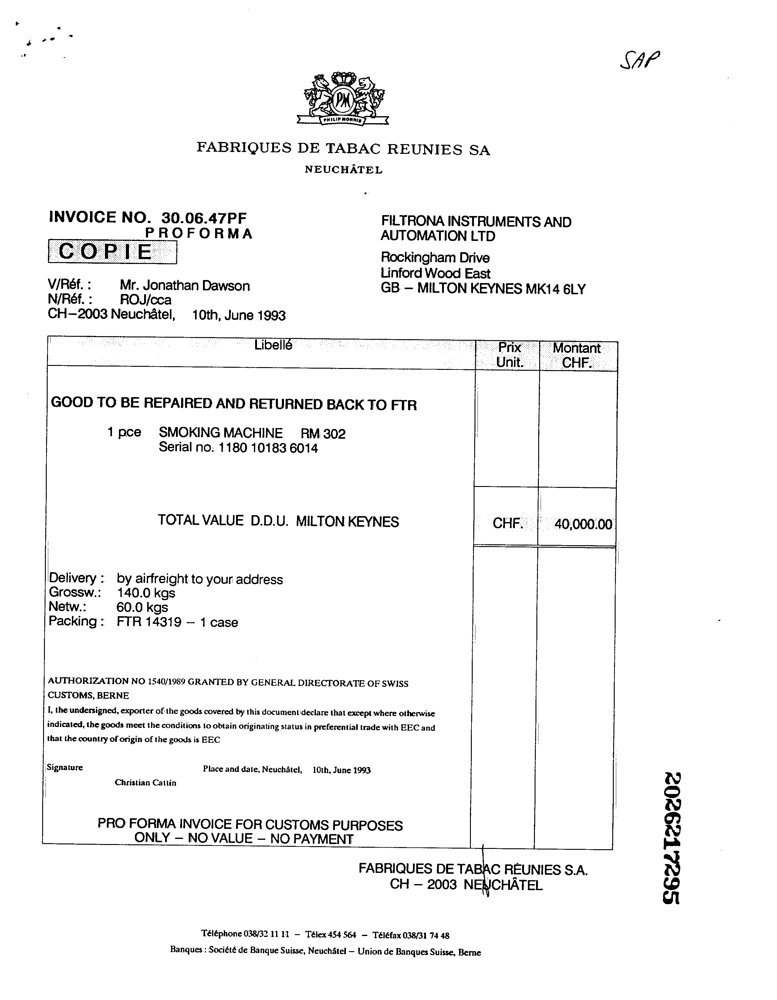 SAP
PM
PHILIP MORRIS
FABRIQUES DE TABAC REUNIES SA
NEUCHÂTEL
INVOICE NO. 30.06.47PF
PROFORMA
COPIE
FILTRONA INSTRUMENTS AND
AUTOMATION LTD
Rockingham Drive
Linford Wood East
GB – MILTON KEYNES MK14 6LY
V/Réf. : Mr. Jonathan Dawson
N/Réf. : ROJ/cca
CH–2003 Neuchâtel, 10th, June 1993
Libellé Prix Montant
Unit. CHF.
GOOD TO BE REPAIRED AND RETURNED BACK TO FTR
1 pce SMOKING MACHINE RM 302
Serial no. 1180 10183 6014
TOTAL VALUE D.D.U. MILTON KEYNES CHF. 40,000.00
Delivery : by airfreight to your address
Grossw.: 140.0 kgs
Netw.: 60.0 kgs
Packing : FTR 14319 – 1 case
AUTHORIZATION NO 1540/1989 GRANTED BY GENERAL DIRECTORATE OF SWISS
CUSTOMS, BERNE
I, the undersigned, exporter of the goods covered by this document declare that except where otherwise
indicated, the goods meet the conditions to obtain originating status in preferential trade with EEC and
that the country of origin of the goods is EEC
Signature Place and date, Neuchâtel, 10th, June 1993
Christian Cattin
PRO FORMA INVOICE FOR CUSTOMS PURPOSES
ONLY – NO VALUE – NO PAYMENT
FABRIQUES DE TABAC RÉUNIES S.A.
CH – 2003 NEUCHÂTEL
2026217295
Téléphone 038/32 11 11 – Télex 454 564 – Téléfax 038/31 74 48
Banques : Société de Banque Suisse, Neuchâtel – Union de Banques Suisse, Berne